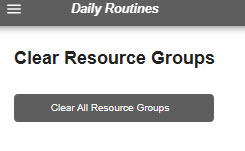 Daily Routines
Clear Resource Groups
Clear All Resource Groups